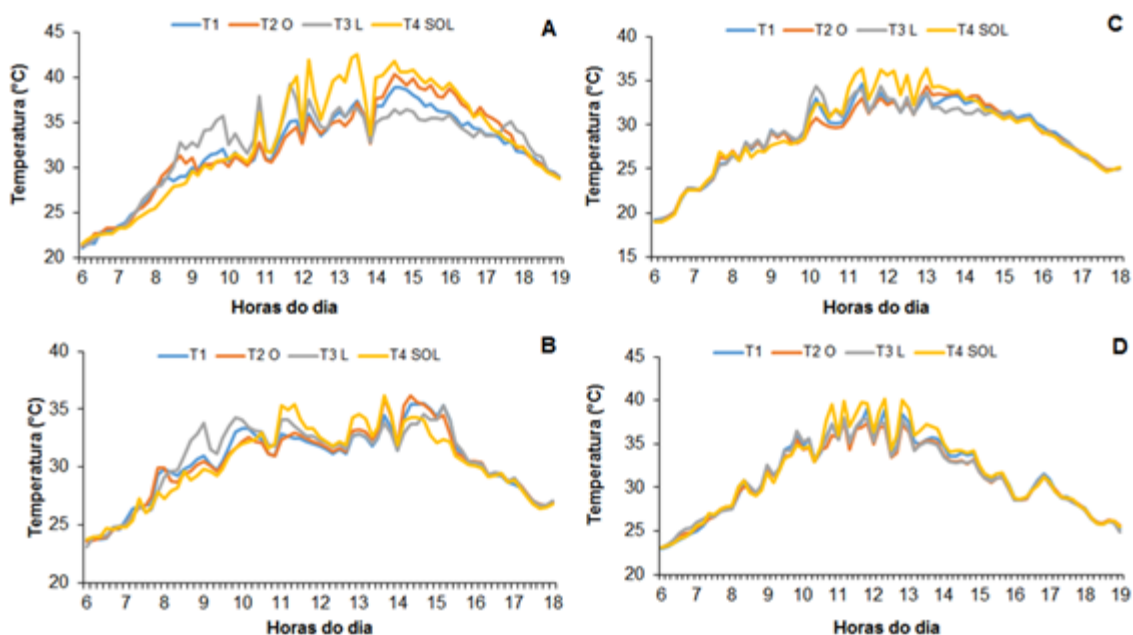 T1 T2 O T3 L T4 SOL
A
Temperatura (°C)
45
40
35
30
25
20
6 7 8 9 10 11 12 13 14 15 16 17 18 19
Horas do dia
T1 T2 O T3 L T4 SOL
C
Temperatura (°C)
40
35
30
25
20
15
6 7 8 9 10 11 12 13 14 15 16 17 18
Horas do dia
T1 T2 O T3 L T4 SOL
B
Temperatura (°C)
40
35
30
25
20
6 7 8 9 10 11 12 13 14 15 16 17 18
Horas do dia
T1 T2 O T3 L T4 SOL
D
Temperatura (°C)
45
40
35
30
25
20
6 7 8 9 10 11 12 13 14 15 16 17 18 19
Horas do dia